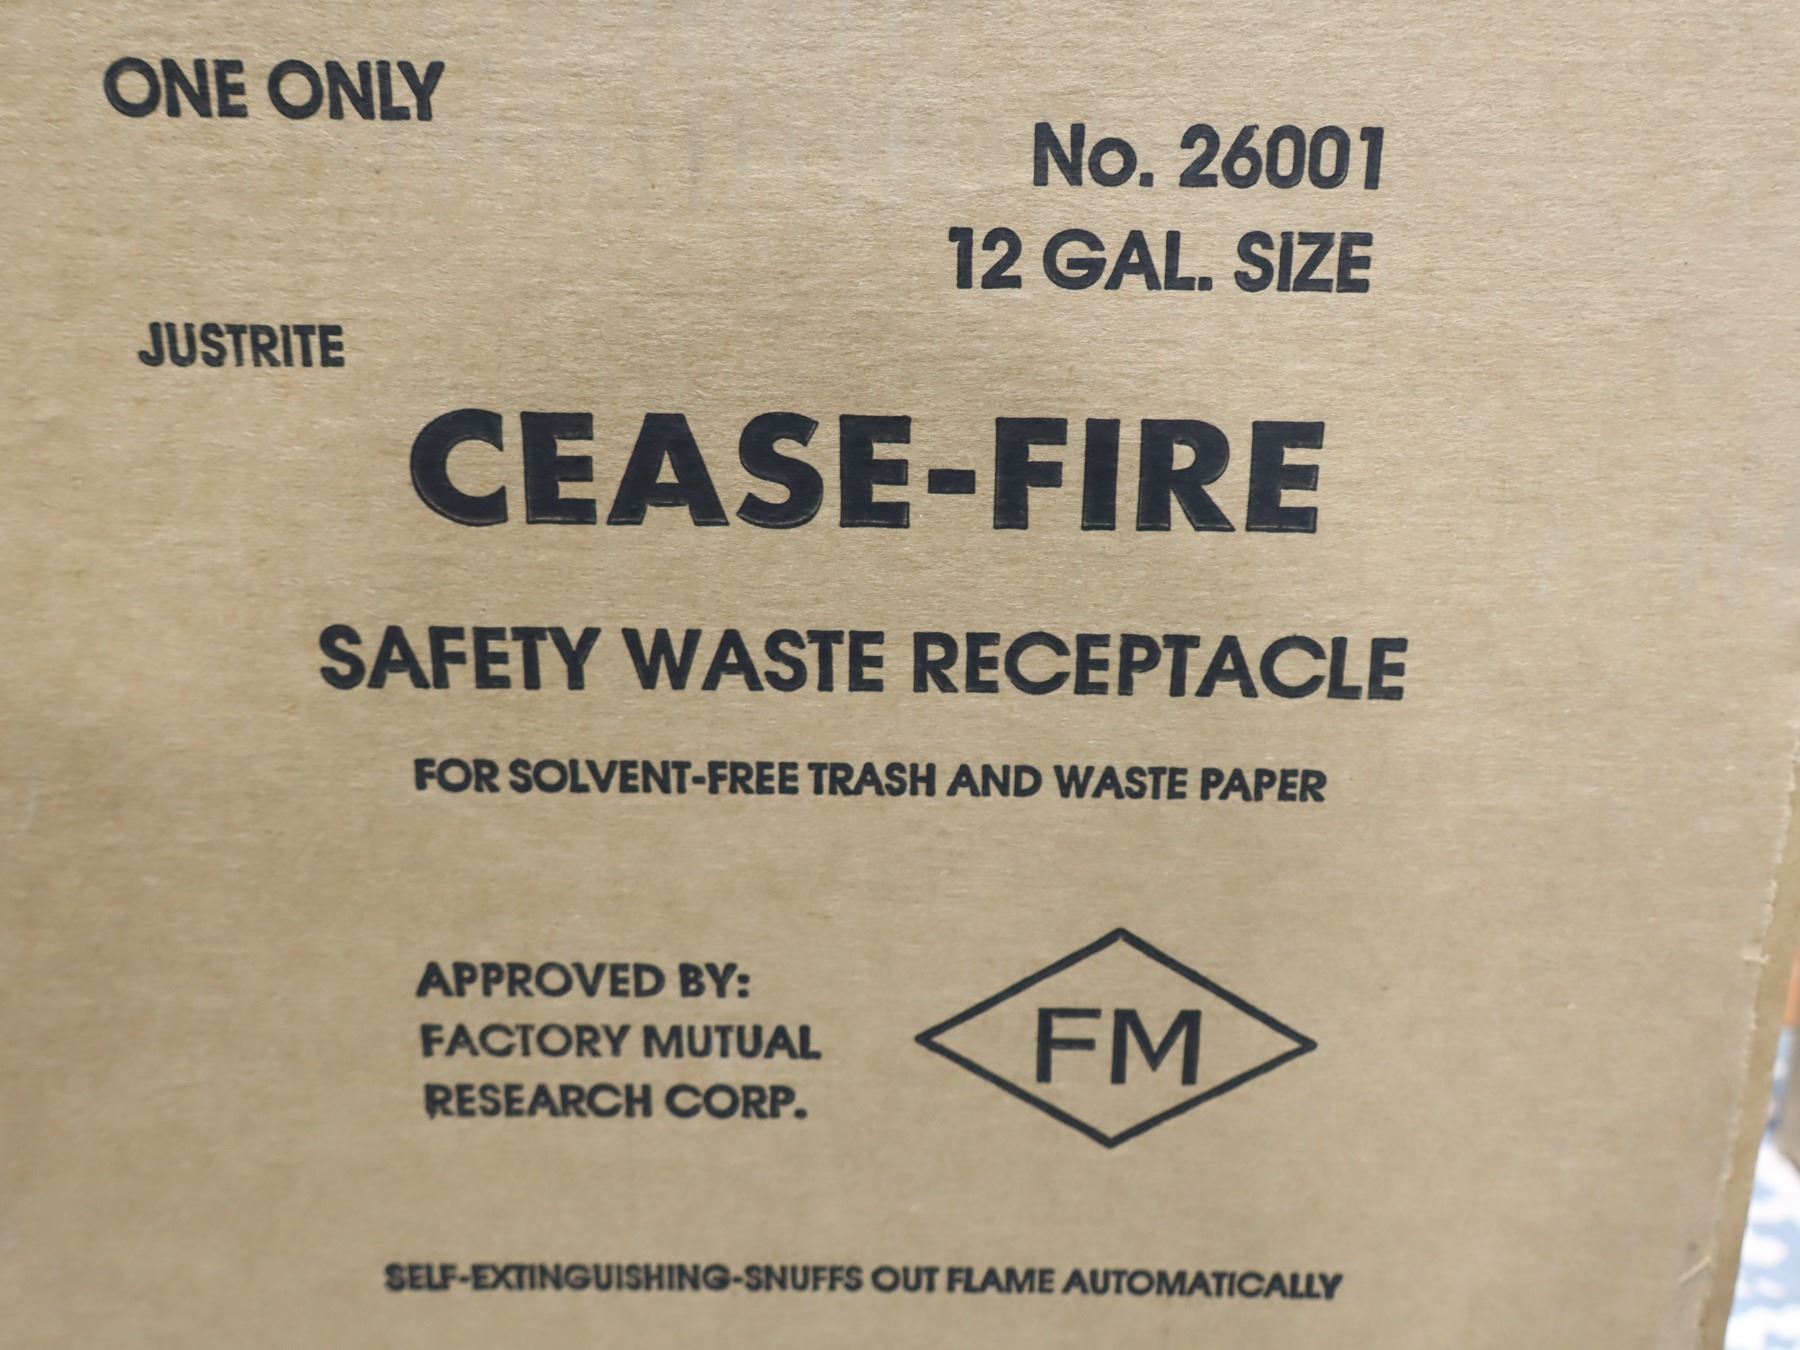 ONE ONLY
No. 26001
12 GAL. SIZE
JUSTRITE
CEASE-FIRE
SAFETY WASTE RECEPTACLE
FOR SOLVENT-FREE TRASH AND WASTE PAPER
APPROVED BY:
FACTORY MUTUAL
RESEARCH CORP.
FM
SELF-EXTINGUISHING-SNUFFS OUT FLAME AUTOMATICALLY